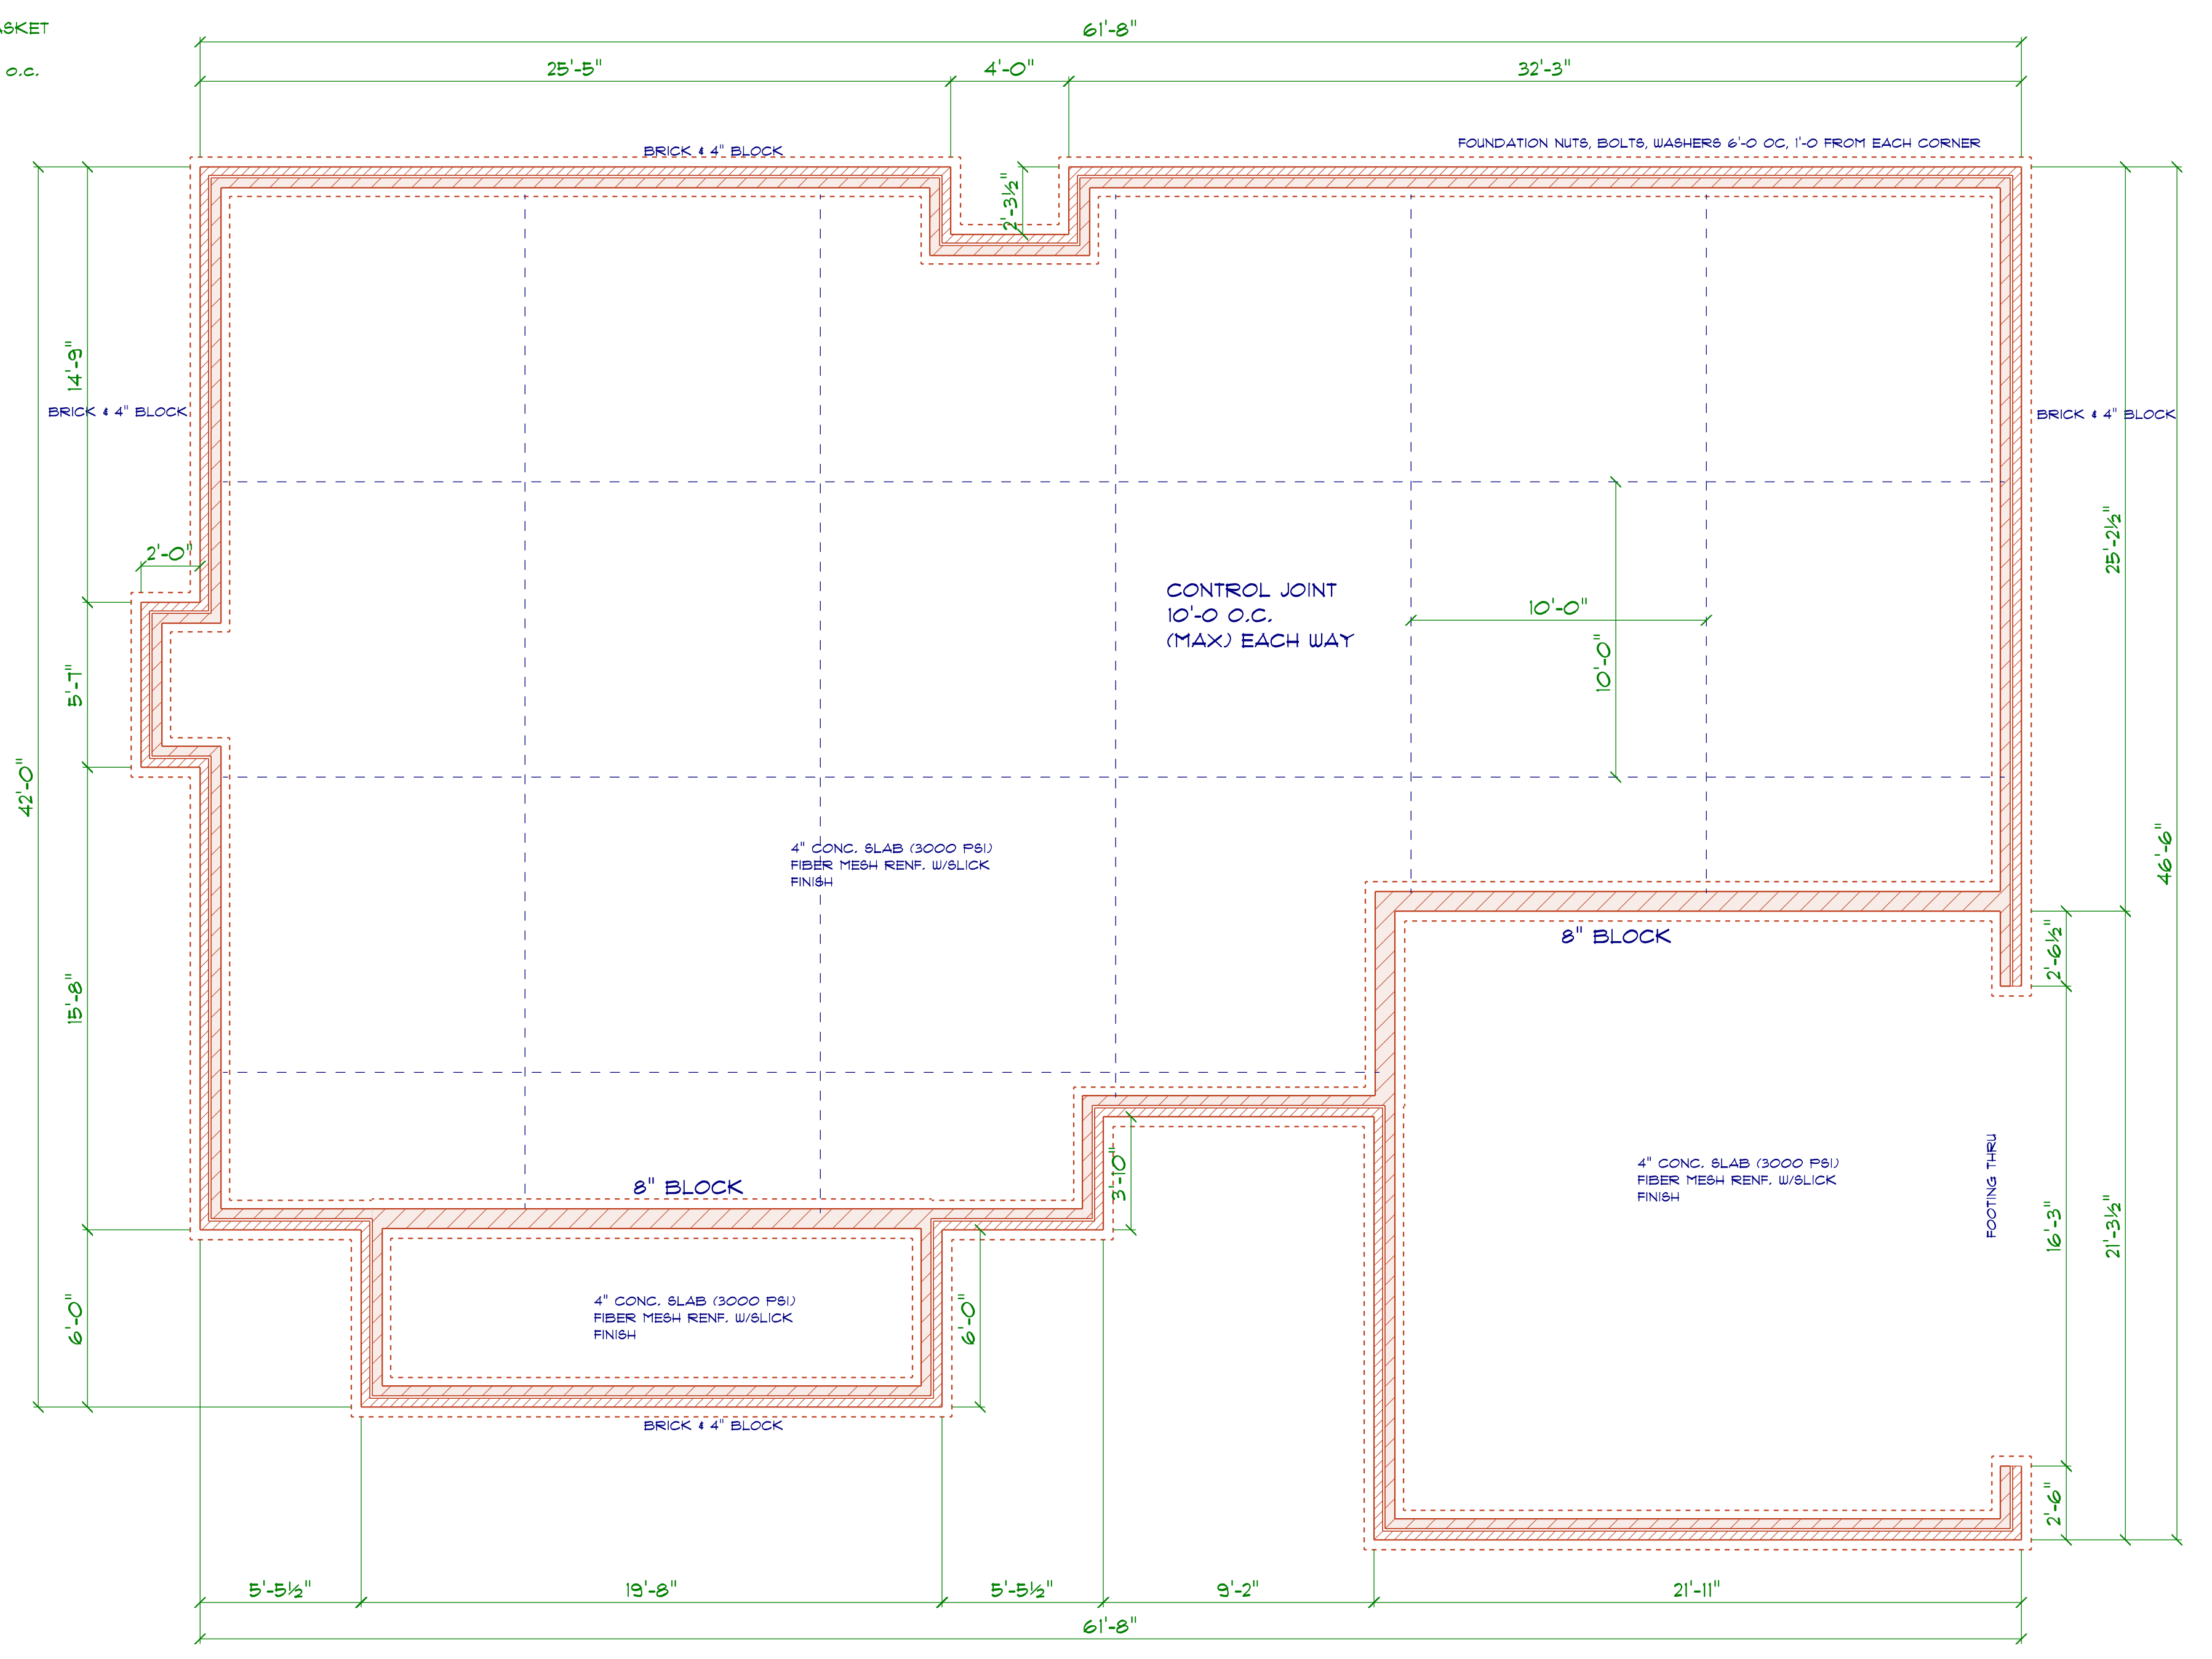 ASKET
61'-8"
O.C.
25'-5"
4'-0"
32'-3"
BRICK & 4" BLOCK
FOUNDATION NUTS, BOLTS, WASHERS 6'-0 OC, 1'-0 FROM EACH CORNER
2'-3½"
14'-9"
BRICK & 4" BLOCK
BRICK & 4" BLOCK
25'-2½"
2'-0"
CONTROL JOINT
10'-0 O.C.
(MAX) EACH WAY
10'-0"
10'-0"
5'-7"
42'-0"
46'-6"
4" CONC. SLAB (3000 PSI)
FIBER MESH RENF. W/SLICK
FINISH
8" BLOCK
2'-6½"
15'-8"
3'-10"
8" BLOCK
4" CONC. SLAB (3000 PSI)
FIBER MESH RENF. W/SLICK
FINISH
FOOTING THRU
16'-3"
21'-3½"
4" CONC. SLAB (3000 PSI)
FIBER MESH RENF. W/SLICK
FINISH
6'-0"
6'-0"
BRICK & 4" BLOCK
2'-6"
5'-5½"
19'-8"
5'-5½"
9'-2"
21'-11"
61'-8"